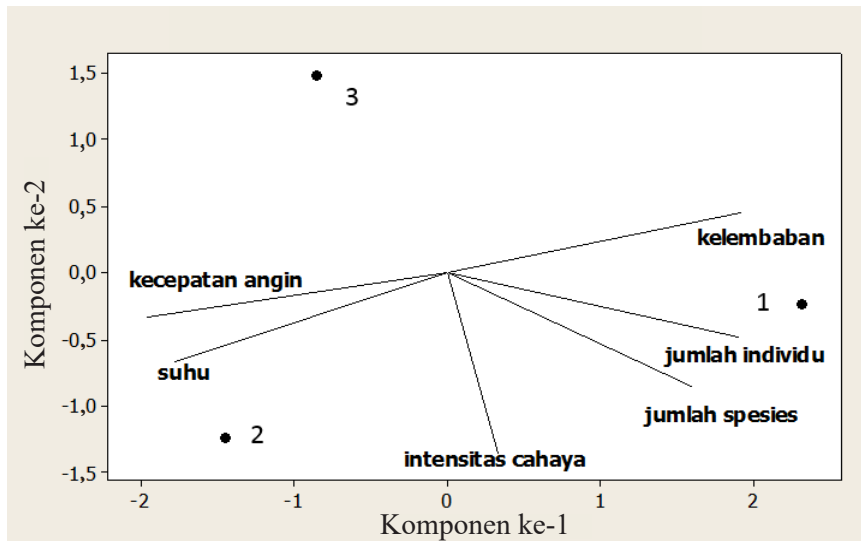 1,5
3
1,0
0,5
kelembaban
0,0
kecepatan angin
1
-0,5
jumlah individu
suhu
-1,0
jumlah spesies
2
intensitas cahaya
-1,5
-2 -1 0 1 2
Komponen ke-1
Komponen ke-2